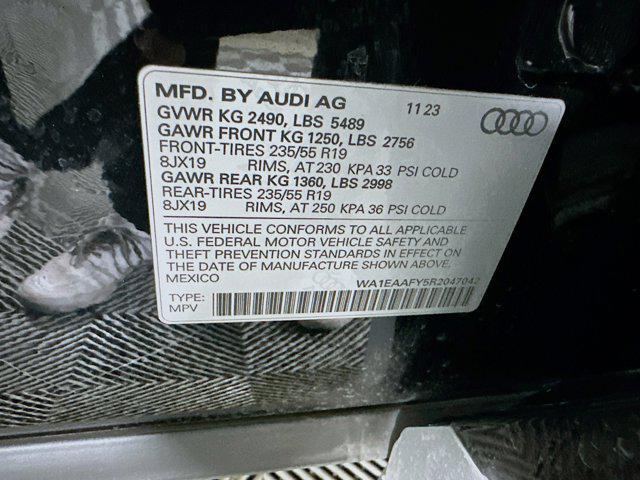 MFD. BY AUDI AG 11 23
GVWR KG 2490, LBS 5489
GAWR FRONT KG 1250, LBS 2756
FRONT-TIRES 235/55 R19
8JX19 RIMS, AT 230 KPA 33 PSI COLD
GAWR REAR KG 1360, LBS 2998
REAR-TIRES 235/55 R19
8JX19 RIMS, AT 250 KPA 36 PSI COLD
THIS VEHICLE CONFORMS TO ALL APPLICABLE
U.S. FEDERAL MOTOR VEHICLE SAFETY AND
THEFT PREVENTION STANDARDS IN EFFECT ON
THE DATE OF MANUFACTURE SHOWN ABOVE.
MEXICO WA1EAAFY5R2047042
TYPE:
MPV